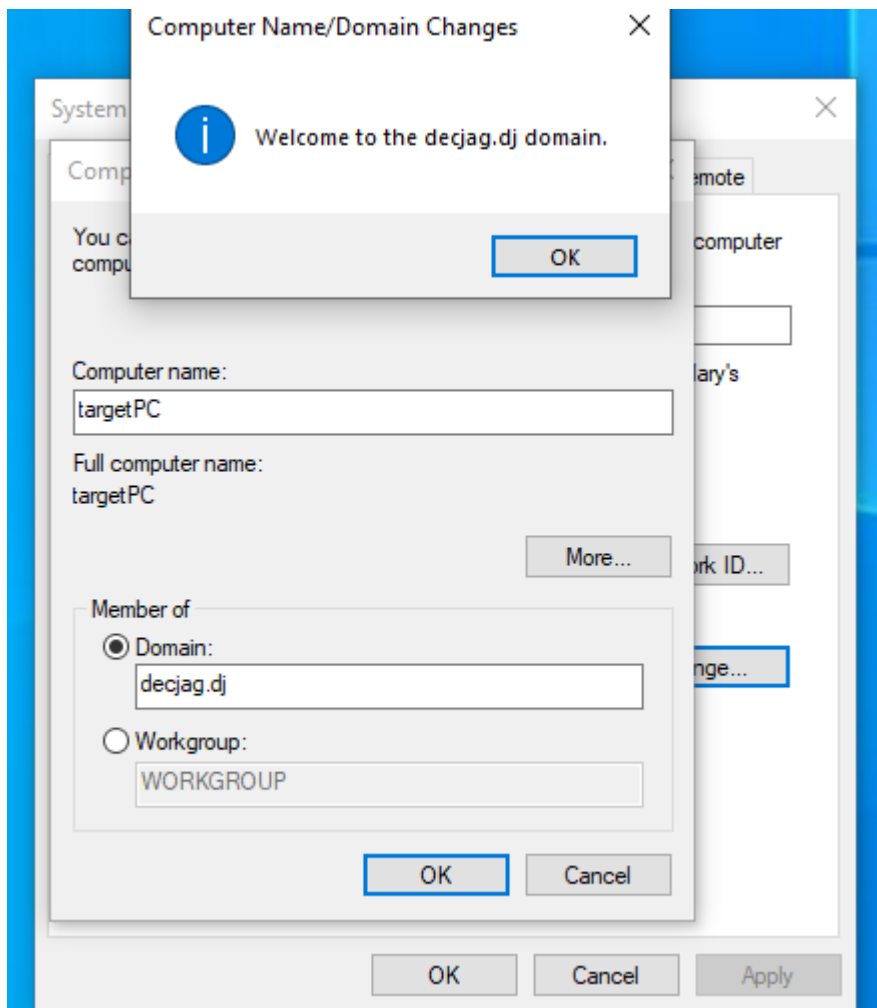 Computer Name/Domain Changes
Welcome to the decjag.dj domain.
OK
System
Comp
emote
You c
compu
computer
lary's
Computer name:
targetPC
Full computer name:
targetPC
More...
ork ID...
Member of
Domain:
decjag.dj
nge...
Workgroup:
WORKGROUP
OK
Cancel
OK
Cancel
Apply